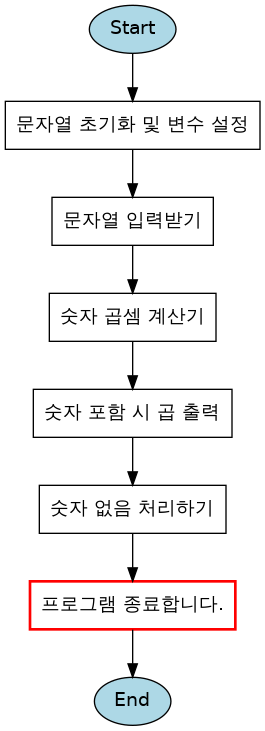 Start
문자열 초기화 및 변수 설정
문자열 입력받기
숫자 곱셈 계산기
숫자 포함 시 곱 출력
숫자 없음 처리하기
프로그램 종료합니다.
End